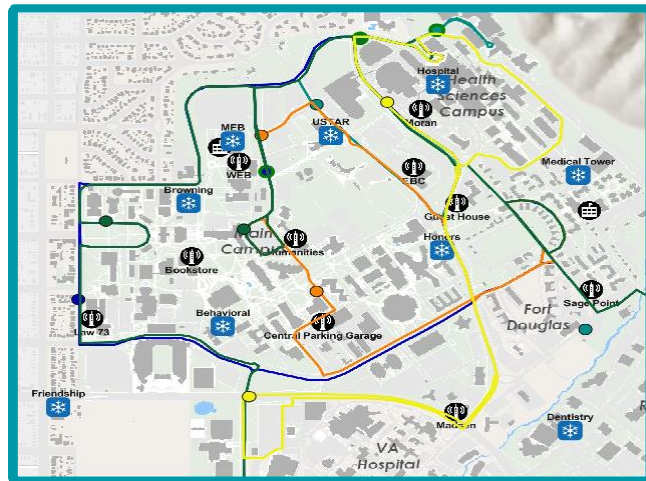 Hospital
Health
Sciences
Campus
Moran
USTAR
MEB
WEB
EBC
Medical Tower
Browning
Guest House
Main
Campus
Humanities
Honors
Bookstore
Sage Point
Fort
Douglas
Behavioral
Law 73
Central Parking Garage
Friendship
Madsen
Dentistry
VA
Hospital